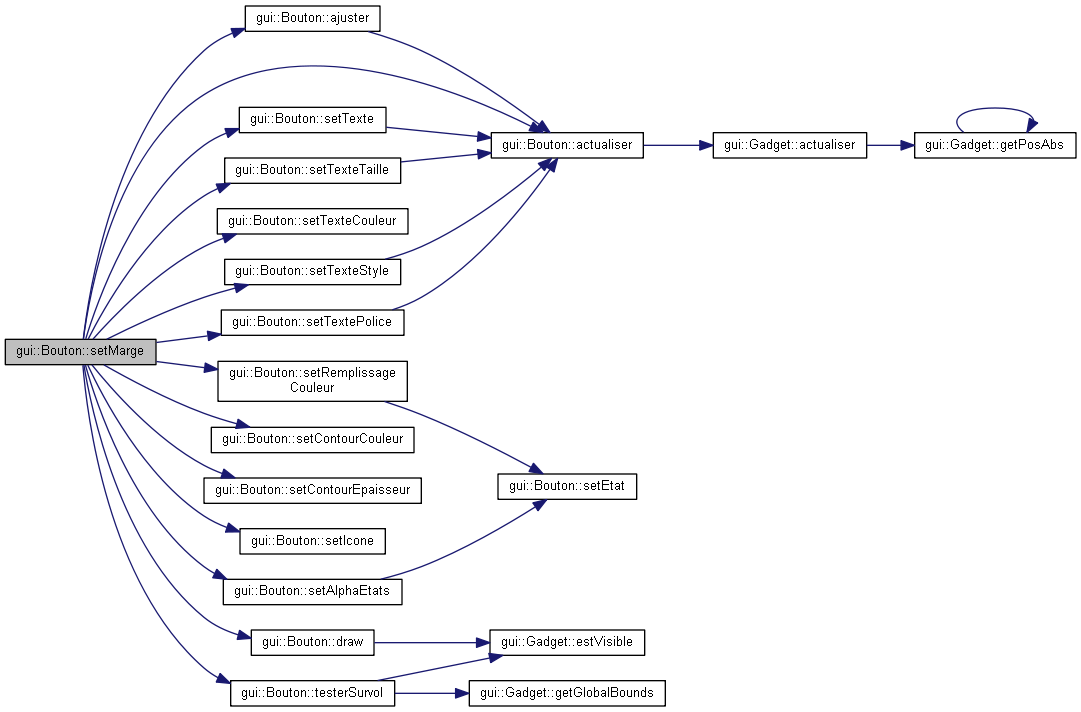 gui::Bouton::ajuster
gui::Bouton::setTexte
gui::Bouton::actualiser
gui::Gadget::actualiser
gui::Gadget::getPosAbs
gui::Bouton::setTexteTaille
gui::Bouton::setTexteCouleur
gui::Bouton::setTexteStyle
gui::Bouton::setTextePolice
gui::Bouton::setMarge
gui::Bouton::setRemplissage
Couleur
gui::Bouton::setContourCouleur
gui::Bouton::setContourEpaisseur
gui::Bouton::setEtat
gui::Bouton::setIcone
gui::Bouton::setAlphaEtats
gui::Bouton::draw
gui::Gadget::estVisible
gui::Bouton::testerSurvol
gui::Gadget::getGlobalBounds